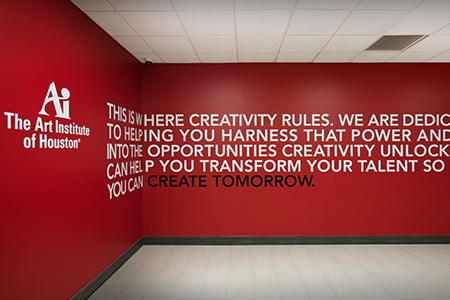 Ai
The Art Institute
of Houston®
THIS IS WHERE CREATIVITY RULES. WE ARE DEDIC
TO HELPING YOU HARNESS THAT POWER AND
INTO THE OPPORTUNITIES CREATIVITY UNLOCK
CAN HELP YOU TRANSFORM YOUR TALENT SO
YOU CAN CREATE TOMORROW.